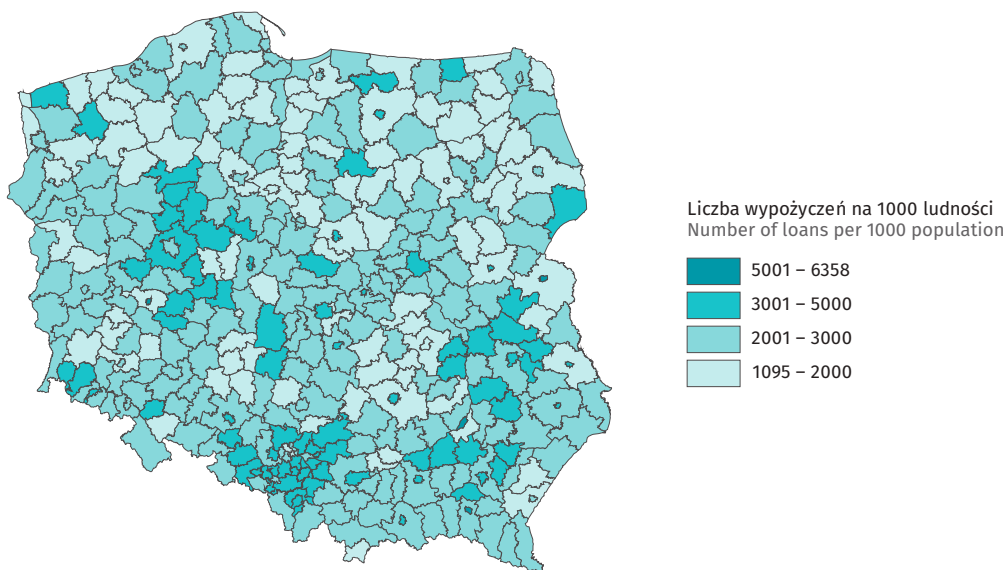 Liczba wypożyczeń na 1000 ludności
Number of loans per 1000 population
5001 – 6358
3001 – 5000
2001 – 3000
1095 – 2000